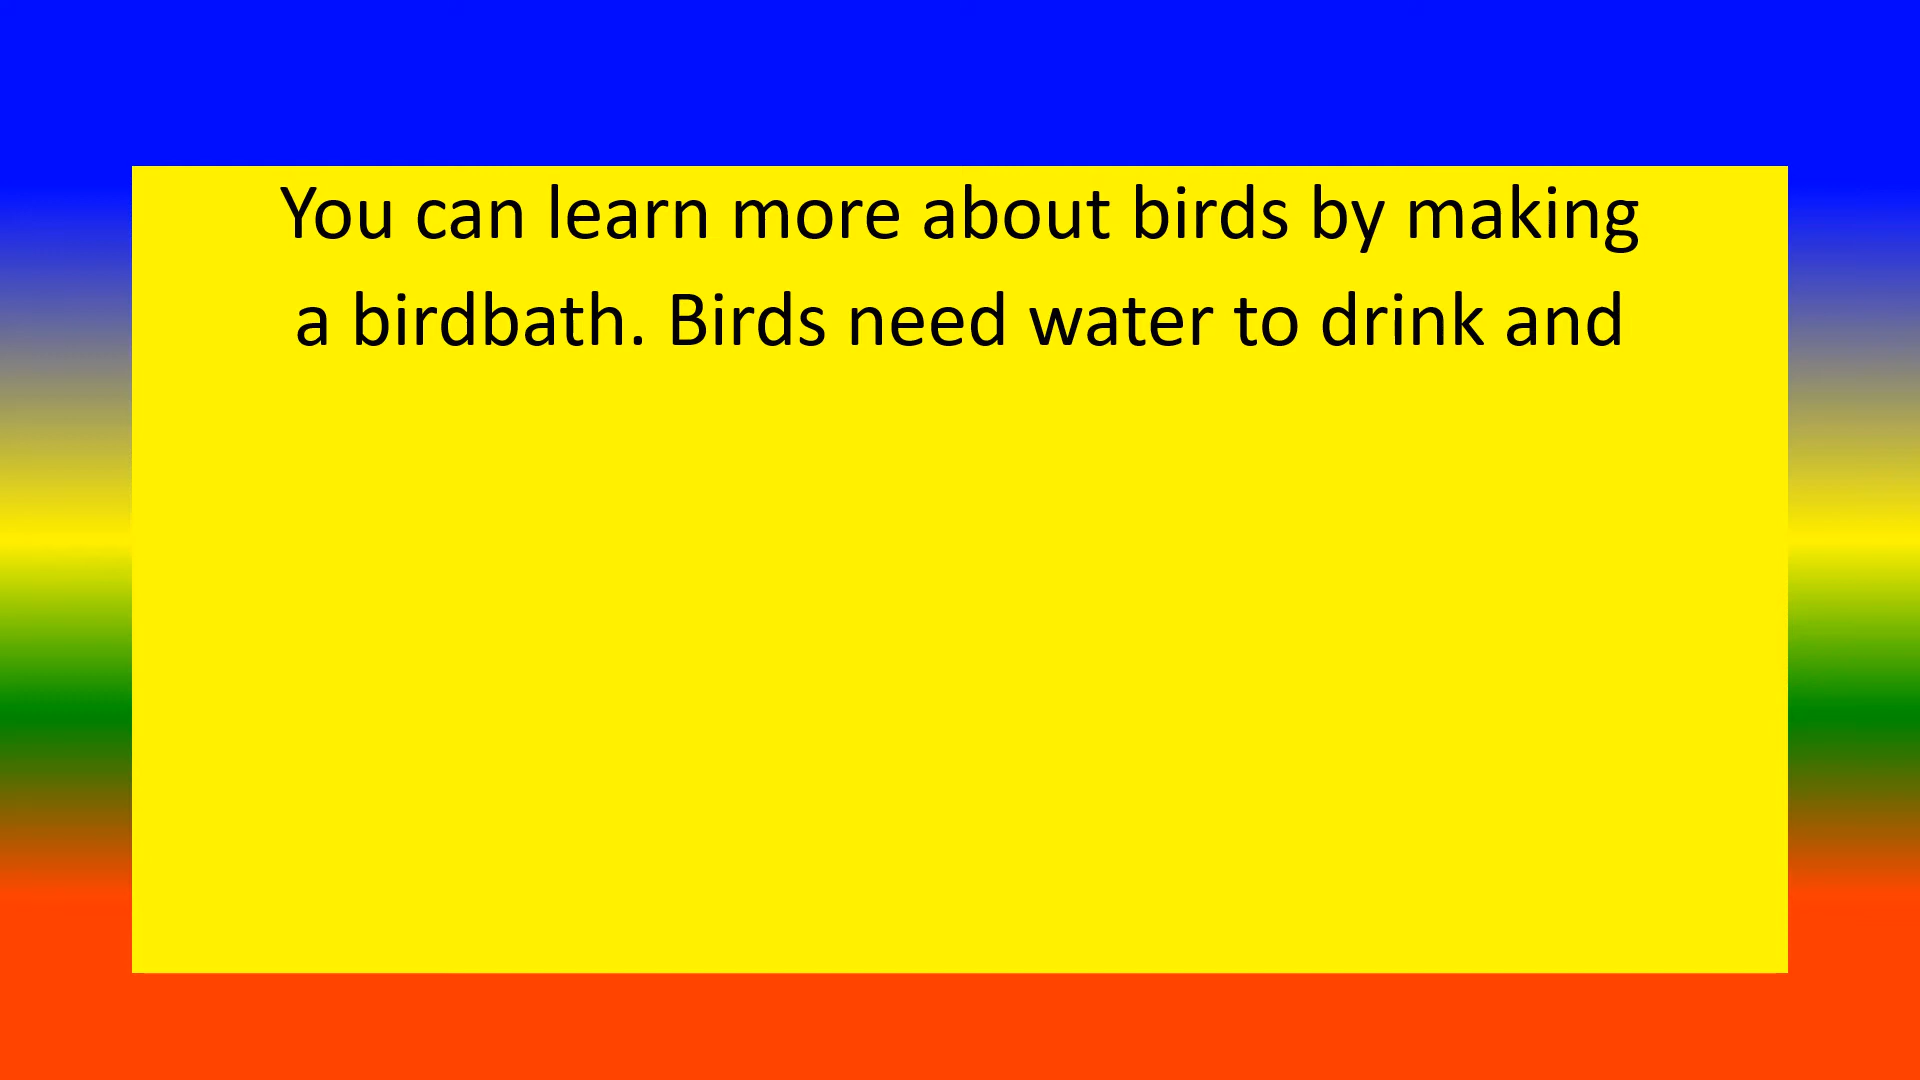 You can learn more about birds by making
a birdbath. Birds need water to drink and